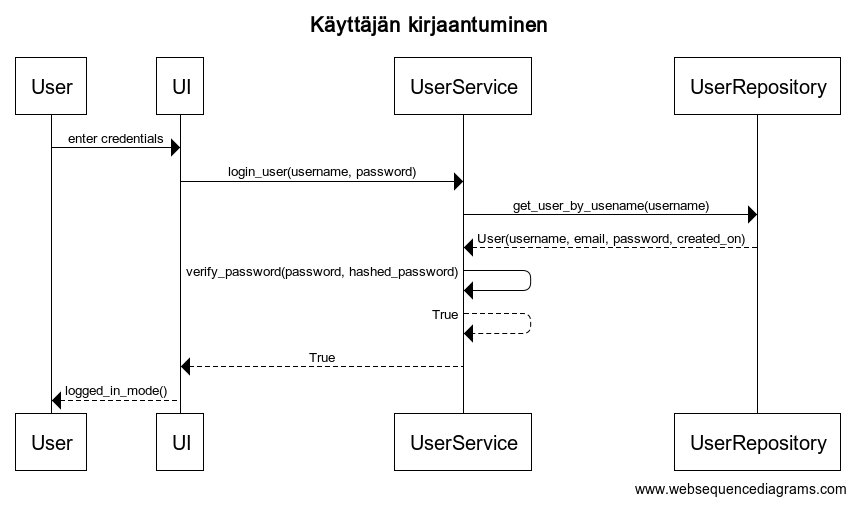 Käyttäjän kirjaantuminen
User
UI
UserService
UserRepository
enter credentials
login_user(username, password)
get_user_by_usename(username)
User(username, email, password, created_on)
verify_password(password, hashed_password)
True
True
logged_in_mode()
User
UI
UserService
UserRepository
www.websequencediagrams.com